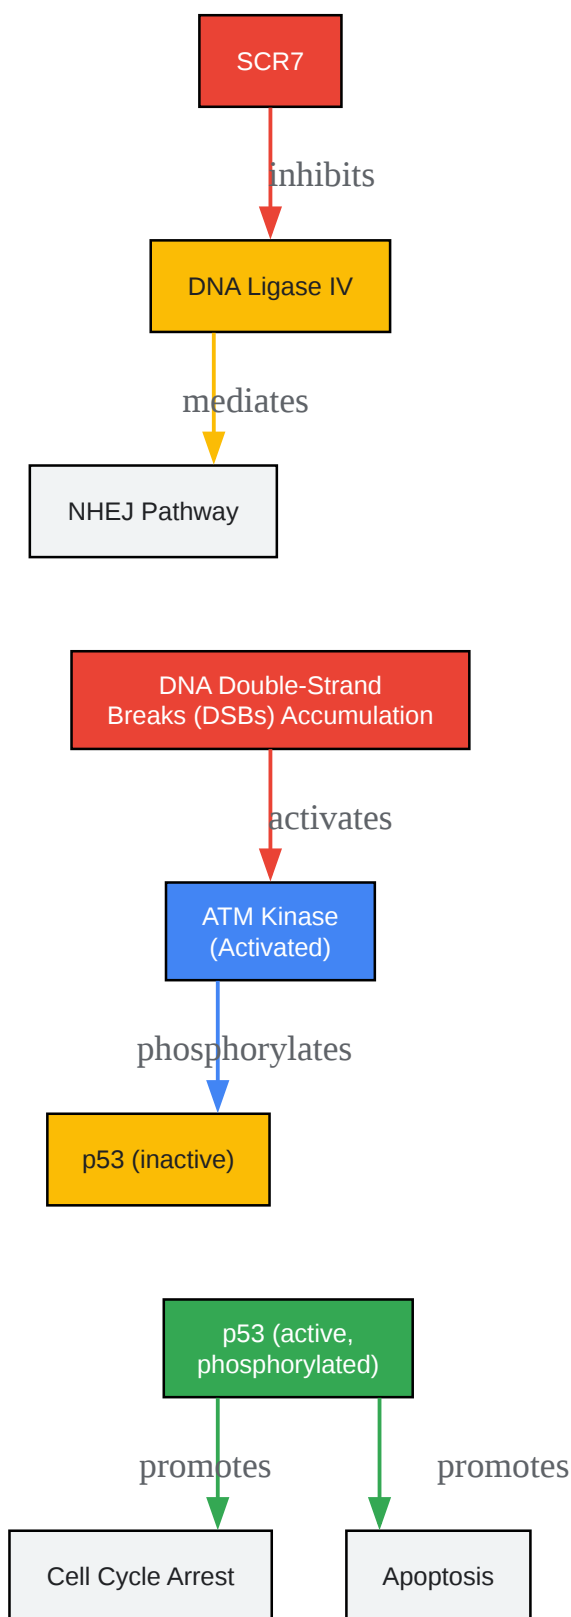 SCR7
inhibits
DNA Ligase IV
mediates
NHEJ Pathway
DNA Double-Strand
Breaks (DSBs) Accumulation
activates
ATM Kinase
(Activated)
phosphorylates
p53 (inactive)
p53 (active,
phosphorylated)
promotes
promotes
Cell Cycle Arrest
Apoptosis